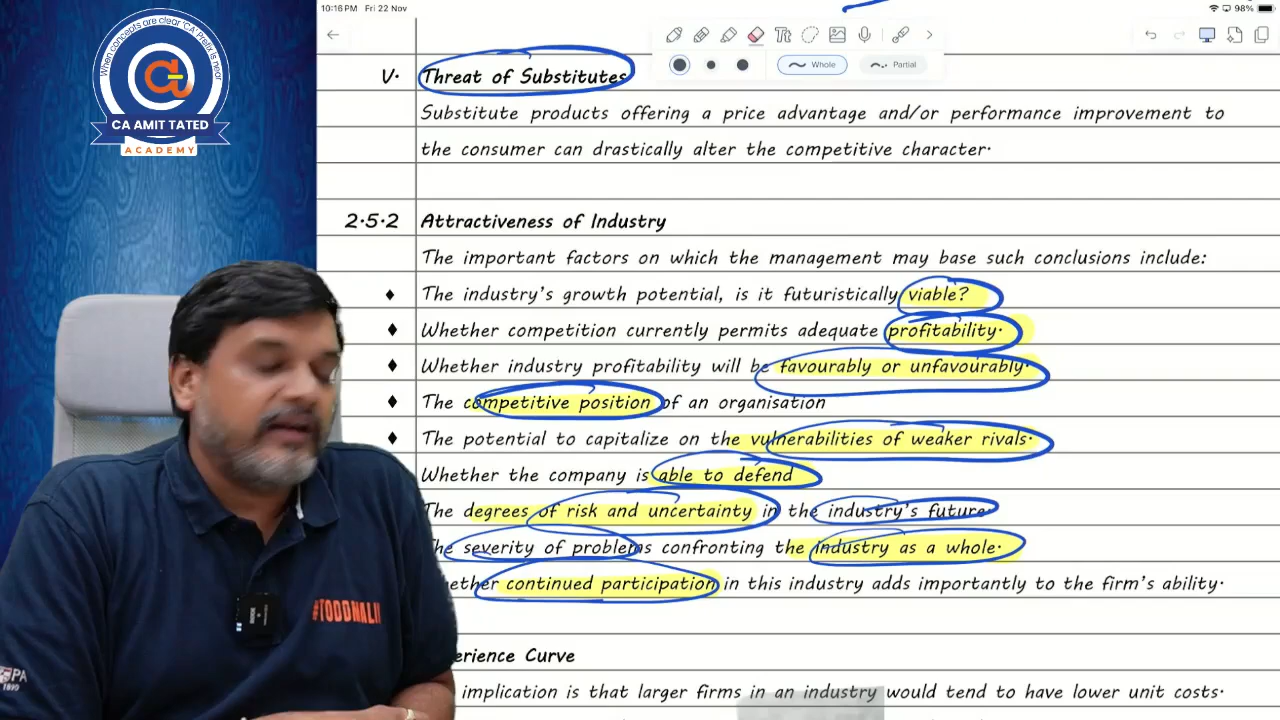 10:16 PM Fri 22 Nov
98%
When concepts are clear 'CA' Prefix is near
CA AMIT TATED
ACADEMY
Whole
Partial
V. Threat of Substitutes
Substitute products offering a price advantage and/or performance improvement to
the consumer can drastically alter the competitive character.
2.5.2 Attractiveness of Industry
The important factors on which the management may base such conclusions include:
♦ The industry's growth potential, is it futuristically viable?
♦ Whether competition currently permits adequate profitability.
♦ Whether industry profitability will be favourably or unfavourably.
♦ The competitive position of an organisation
♦ The potential to capitalize on the vulnerabilities of weaker rivals.
Whether the company is able to defend
The degrees of risk and uncertainty in the industry's future.
he severity of problems confronting the industry as a whole.
hether continued participation in this industry adds importantly to the firm's ability.
erience Curve
implication is that larger firms in an industry would tend to have lower unit costs.
#TODDNALI!
PA
1890